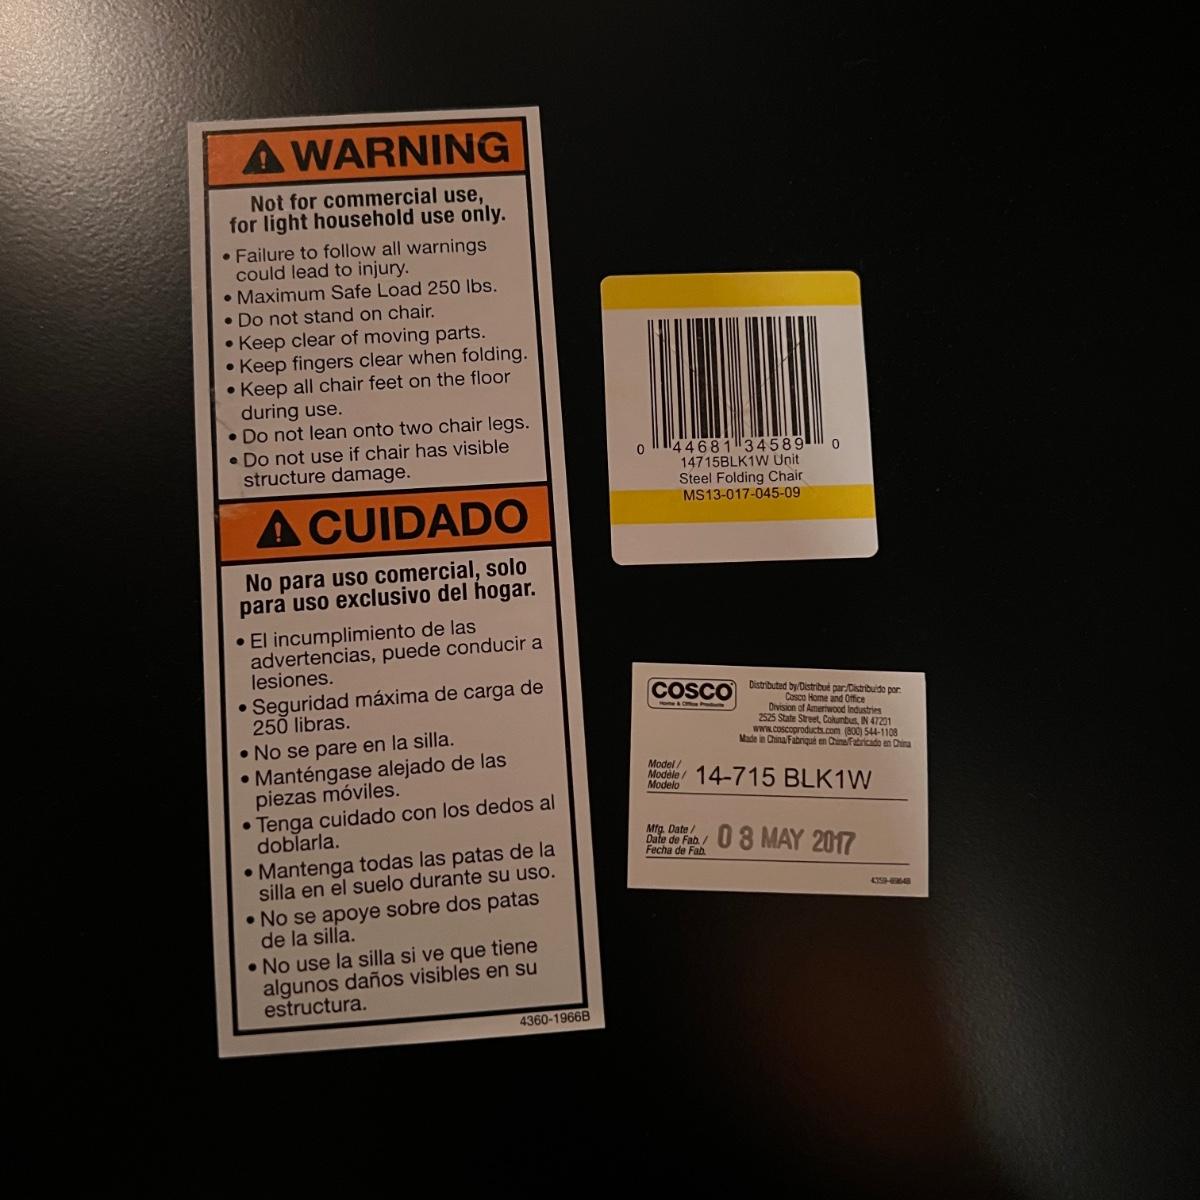 WARNING
Not for commercial use,
for light household use only.
• Failure to follow all warnings
could lead to injury.
• Maximum Safe Load 250 lbs.
• Do not stand on chair.
• Keep clear of moving parts.
• Keep fingers clear when folding.
• Keep all chair feet on the floor
during use.
• Do not lean onto two chair legs.
• Do not use if chair has visible
structure damage.
CUIDADO
No para uso comercial, solo
para uso exclusivo del hogar.
• El incumplimiento de las
advertencias, puede conducir a
lesiones.
• Seguridad máxima de carga de
250 libras.
• No se pare en la silla.
• Manténgase alejado de las
piezas móviles.
• Tenga cuidado con los dedos al
doblarla.
• Mantenga todas las patas de la
silla en el suelo durante su uso.
• No se apoye sobre dos patas
de la silla.
• No use la silla si ve que tiene
algunos daños visibles en su
estructura.
4360-1966B
0 44681 34589 0
14715BLK1W Unit
Steel Folding Chair
MS13-017-045-09
COSCO
Home & Office Products
Distributed by/Distribué par:/Distribuido por:
Cosco Home and Office
Division of Ameriwood Industries
2525 State Street, Columbus, IN 47201
www.coscoproducts.com (800) 544-1108
Made in China/Fabriqué en Chine/Fabricado en China
Model /
Modèle /
Modelo
14-715 BLK1W
Mfg. Date /
Date de Fab. /
Fecha de Fab.
08 MAY 2017
4359-6964B